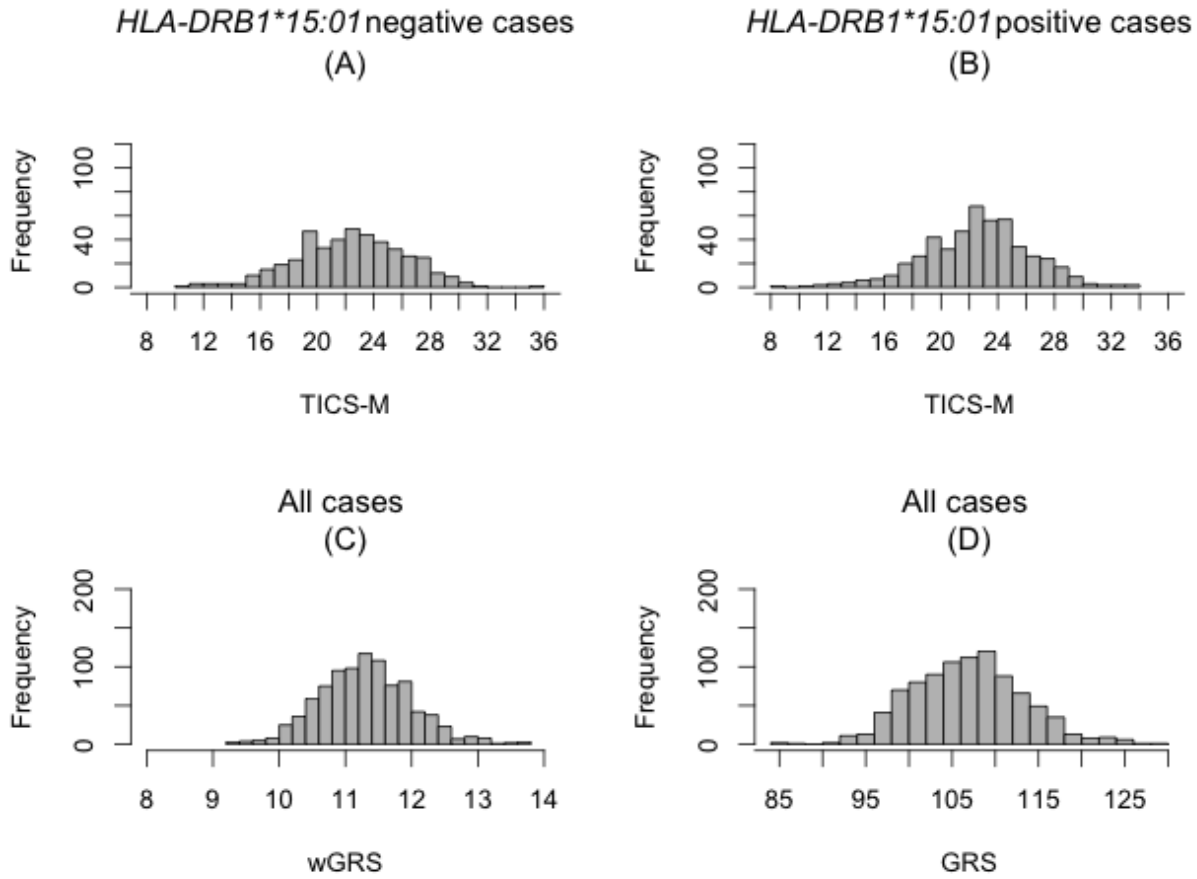 HLA-DRB1*15:01 negative cases
(A)
Frequency
0 40 100
8 12 16 20 24 28 32 36
TICS-M
HLA-DRB1*15:01 positive cases
(B)
Frequency
0 40 100
8 12 16 20 24 28 32 36
TICS-M
All cases
(C)
Frequency
0 100 200
8 9 10 11 12 13 14
wGRS
All cases
(D)
Frequency
0 100 200
85 95 105 115 125
GRS